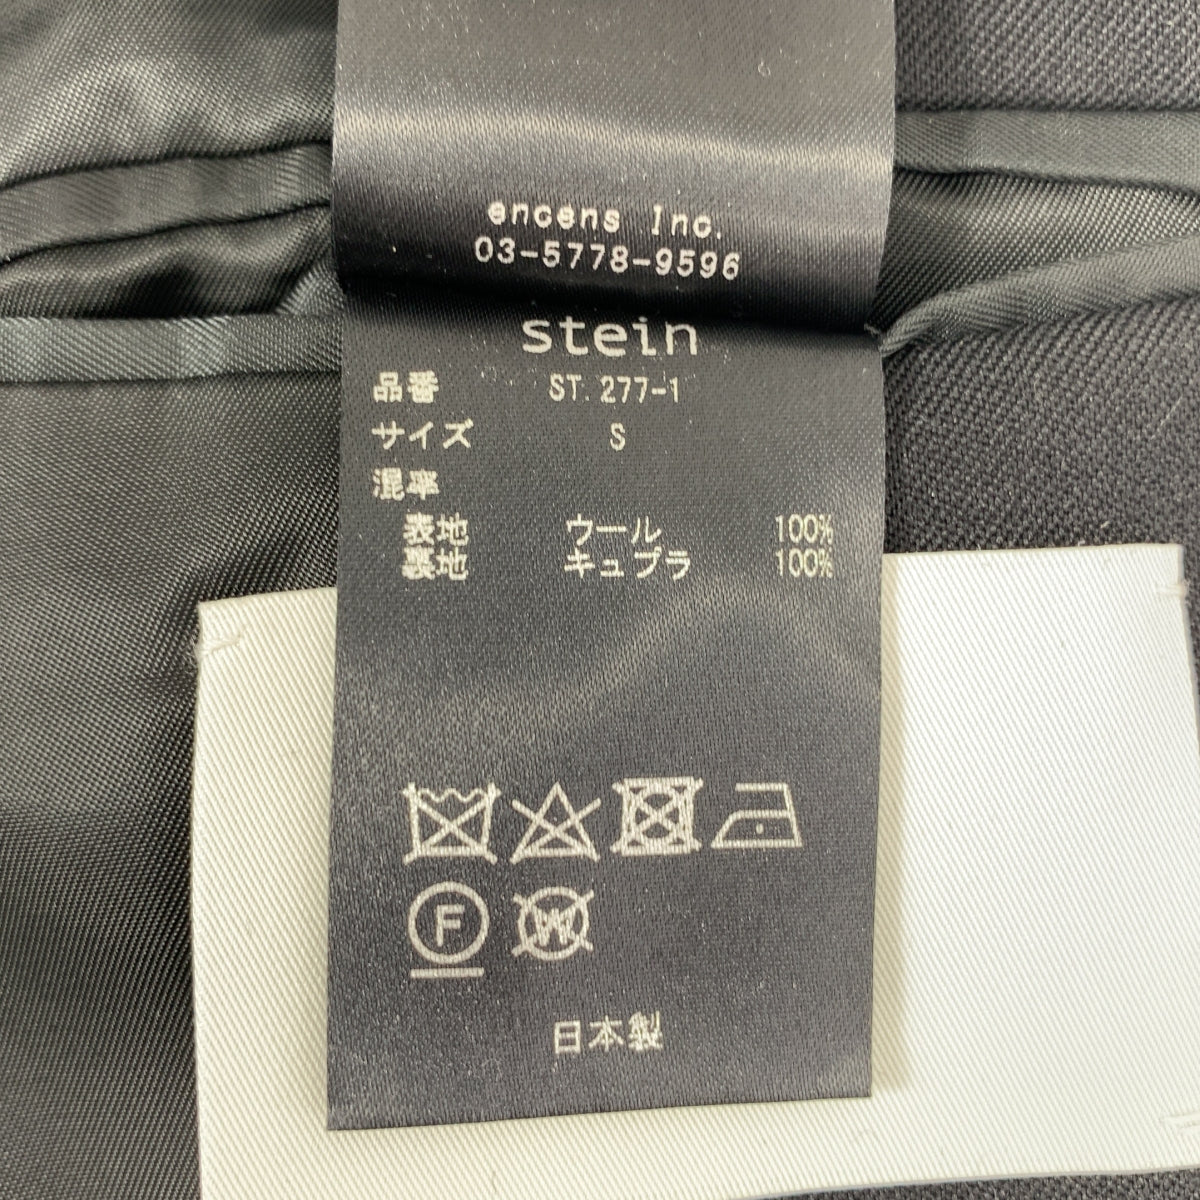 encens Inc.
03-5778-9596
stein
品番 ST.277-1
サイズ S
混率
表地 ウール 100%
裏地 キュプラ 100%
F W
日本製